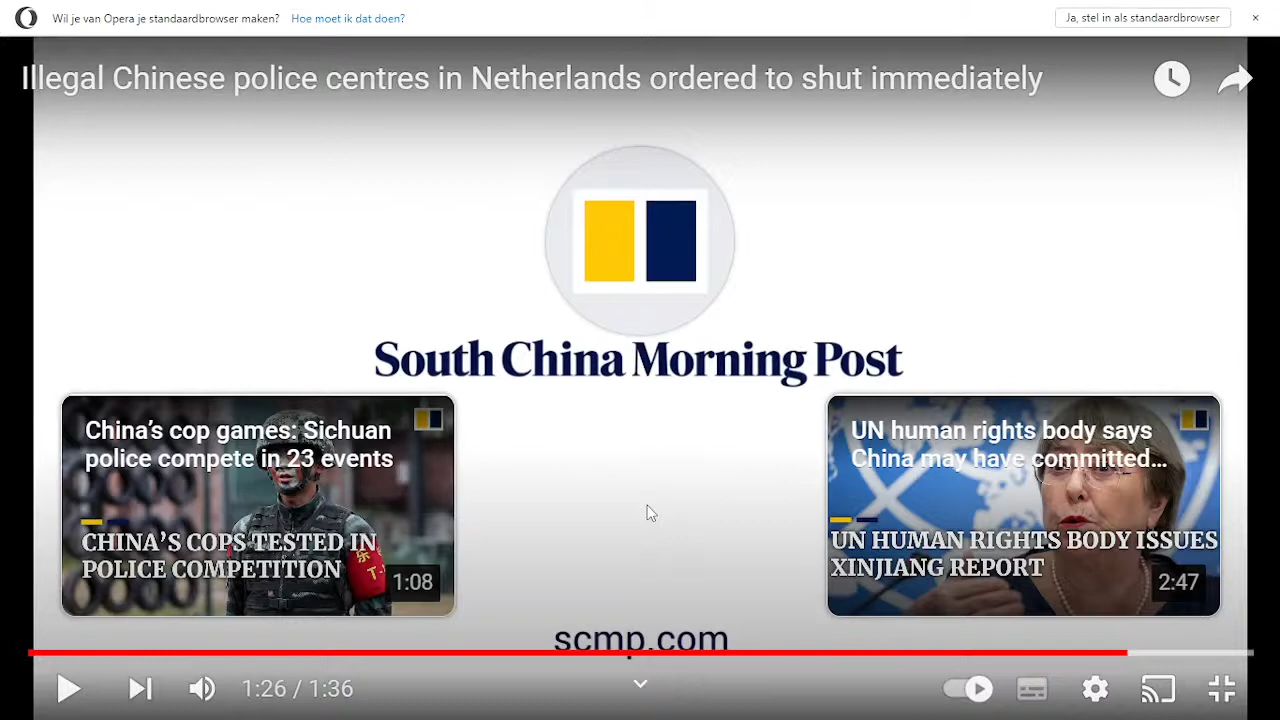 Wil je van Opera je standaardbrowser maken? Hoe moet ik dat doen?
Ja, stel in als standaardbrowser
Illegal Chinese police centres in Netherlands ordered to shut immediately
South China Morning Post
China’s cop games: Sichuan
police compete in 23 events
CHINA’S COPS TESTED IN
POLICE COMPETITION
1:08
UN human rights body says
China may have committed...
UN HUMAN RIGHTS BODY ISSUES
XINJIANG REPORT
2:47
scmp.com
1:26 / 1:36